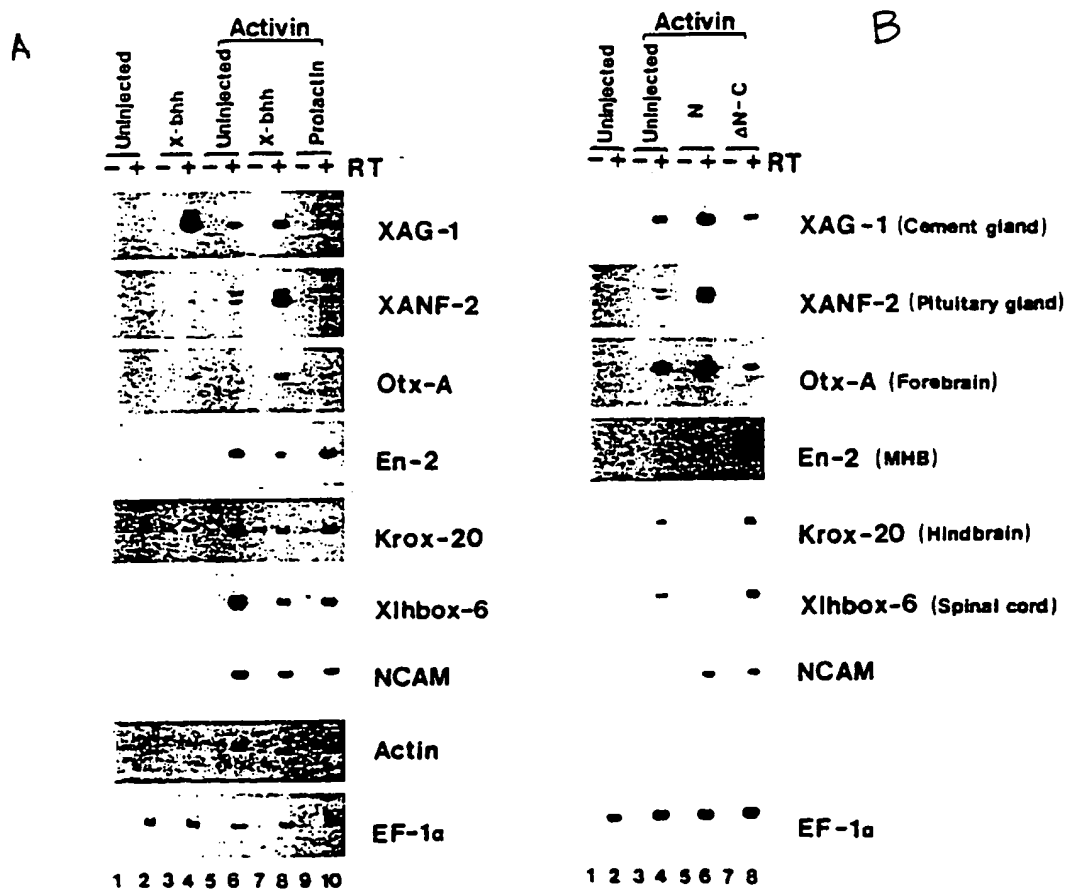 A
Activin
Uninjected
X-bhh
Uninjected
X-bhh
Prolactin
- + - + - + - + - + RT
XAG-1
XANF-2
Otx-A
En-2
Krox-20
Xlhbox-6
NCAM
Actin
EF-1α
1 2 3 4 5 6 7 8 9 10
B
Activin
Uninjected
Uninjected
N
ΔN-C
- + - + - + - + RT
XAG-1 (Cement gland)
XANF-2 (Pituitary gland)
Otx-A (Forebrain)
En-2 (MHB)
Krox-20 (Hindbrain)
Xlhbox-6 (Spinal cord)
NCAM
EF-1α
1 2 3 4 5 6 7 8